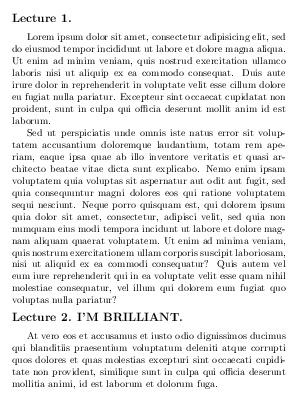 Lecture 1.
Lorem ipsum dolor sit amet, consectetur adipisicing elit, sed
do eiusmod tempor incididunt ut labore et dolore magna aliqua.
Ut enim ad minim veniam, quis nostrud exercitation ullamco
laboris nisi ut aliquip ex ea commodo consequat. Duis aute
irure dolor in reprehenderit in voluptate velit esse cillum dolore
eu fugiat nulla pariatur. Excepteur sint occaecat cupidatat non
proident, sunt in culpa qui officia deserunt mollit anim id est
laborum.
Sed ut perspiciatis unde omnis iste natus error sit volup-
tatem accusantium doloremque laudantium, totam rem ape-
riam, eaque ipsa quae ab illo inventore veritatis et quasi ar-
chitecto beatae vitae dicta sunt explicabo. Nemo enim ipsam
voluptatem quia voluptas sit aspernatur aut odit aut fugit, sed
quia consequuntur magni dolores eos qui ratione voluptatem
sequi nesciunt. Neque porro quisquam est, qui dolorem ipsum
quia dolor sit amet, consectetur, adipisci velit, sed quia non
numquam eius modi tempora incidunt ut labore et dolore mag-
nam aliquam quaerat voluptatem. Ut enim ad minima veniam,
quis nostrum exercitationem ullam corporis suscipit laboriosam,
nisi ut aliquid ex ea commodi consequatur? Quis autem vel
eum iure reprehenderit qui in ea voluptate velit esse quam nihil
molestiae consequatur, vel illum qui dolorem eum fugiat quo
voluptas nulla pariatur?
Lecture 2. I'M BRILLIANT.
At vero eos et accusamus et iusto odio dignissimos ducimus
qui blanditiis praesentium voluptatum deleniti atque corrupti
quos dolores et quas molestias excepturi sint occaecati cupidi-
tate non provident, similique sunt in culpa qui officia deserunt
mollitia animi, id est laborum et dolorum fuga.